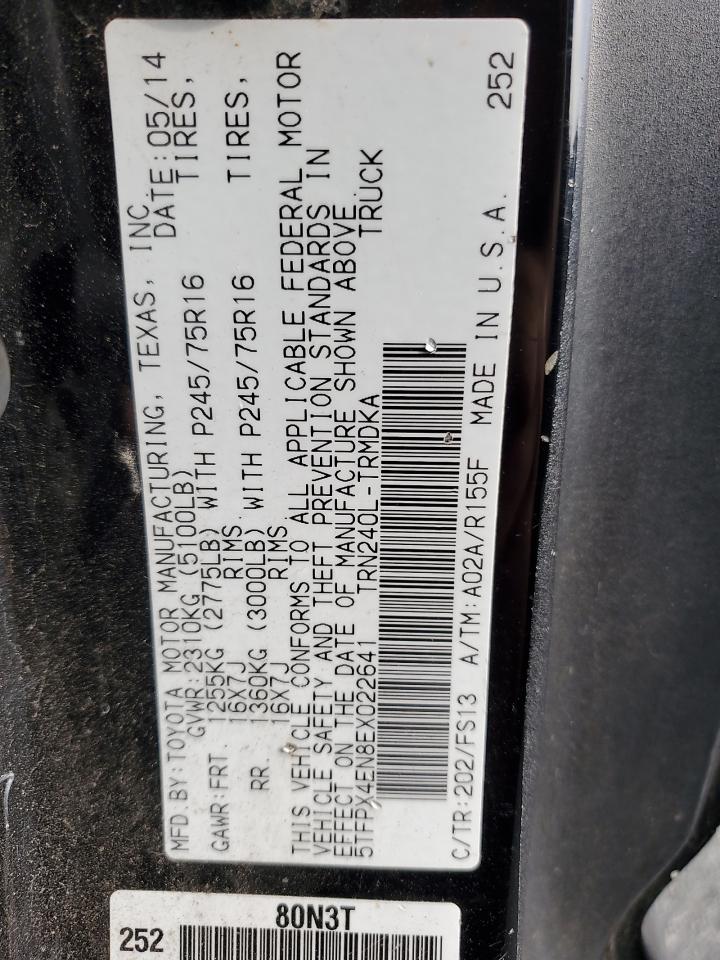 MFD.BY:TOYOTA MOTOR MANUFACTURING, TEXAS, INC.
GVWR:2310KG (5100LB) DATE:05/14
GAWR:FRT. 1255KG (2775LB) WITH P245/75R16 TIRES,
16X7J RIMS
RR. 1360KG (3000LB) WITH P245/75R16 TIRES,
16X7J RIMS
THIS VEHICLE CONFORMS TO ALL APPLICABLE FEDERAL MOTOR
VEHICLE SAFETY AND THEFT PREVENTION STANDARDS IN
EFFECT ON THE DATE OF MANUFACTURE SHOWN ABOVE.
5TFPX4EN8EX022641 TRN240L-TRMDKA TRUCK
C/TR:202/FS13 A/TM:A02A/R155F MADE IN U.S.A. 252
252 80N3T